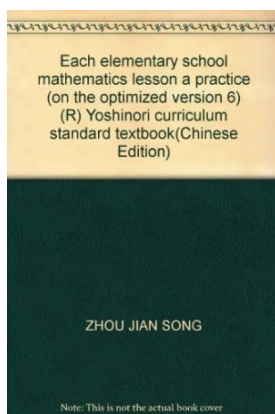 Each elementary school
mathematics lesson a practice
(on the optimized version 6)
(R) Yoshinori curriculum
standard textbook(Chinese
Edition)
ZHOU JIAN SONG
Note: This is not the actual book cover